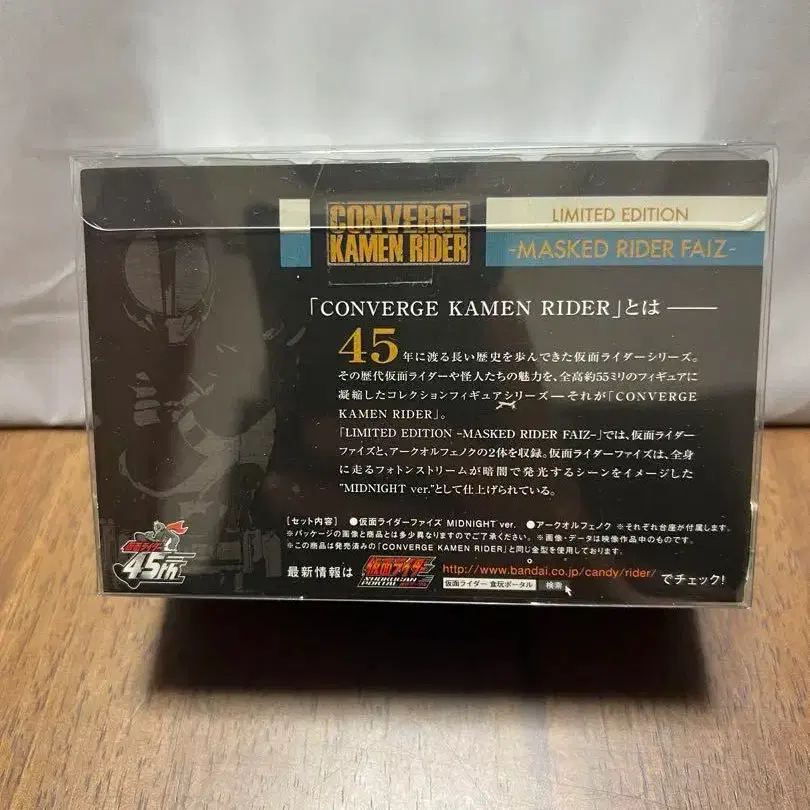 CONVERGE
KAMEN RIDER
LIMITED EDITION
-MASKED RIDER FAIZ-
「CONVERGE KAMEN RIDER」とは――
45年に渡る長い歴史を歩んできた仮面ライダーシリーズ。
その歴代仮面ライダーや怪人たちの魅力を、全高約55ミリのフィギュアに
凝縮したコレクションフィギュアシリーズ―それが「CONVERGE
KAMEN RIDER」。
「LIMITED EDITION -MASKED RIDER FAIZ-」では、仮面ライダー
ファイズと、アークオルフェノクの2体を収録。仮面ライダーファイズは、全身
に走るフォトンストリームが暗闇で発光するシーンをイメージした
"MIDNIGHT ver."として仕上げられている。
[セット内容] ●仮面ライダーファイズ MIDNIGHT ver. ●アークオルフェノク ※それぞれ台座が付属します。
※パッケージの画像と商品とは多少異なりますのでご了承ください。※画像・データは映像作品中のものです。
※この商品は発売済みの「CONVERGE KAMEN RIDER」と同じ金型を使用しております。
仮面ライダー
45th
最新情報は
仮面ライダー
SHOKUGAN
PORTAL
http://www.bandai.co.jp/candy/rider/
でチェック!
仮面ライダー 食玩ポータル 検索